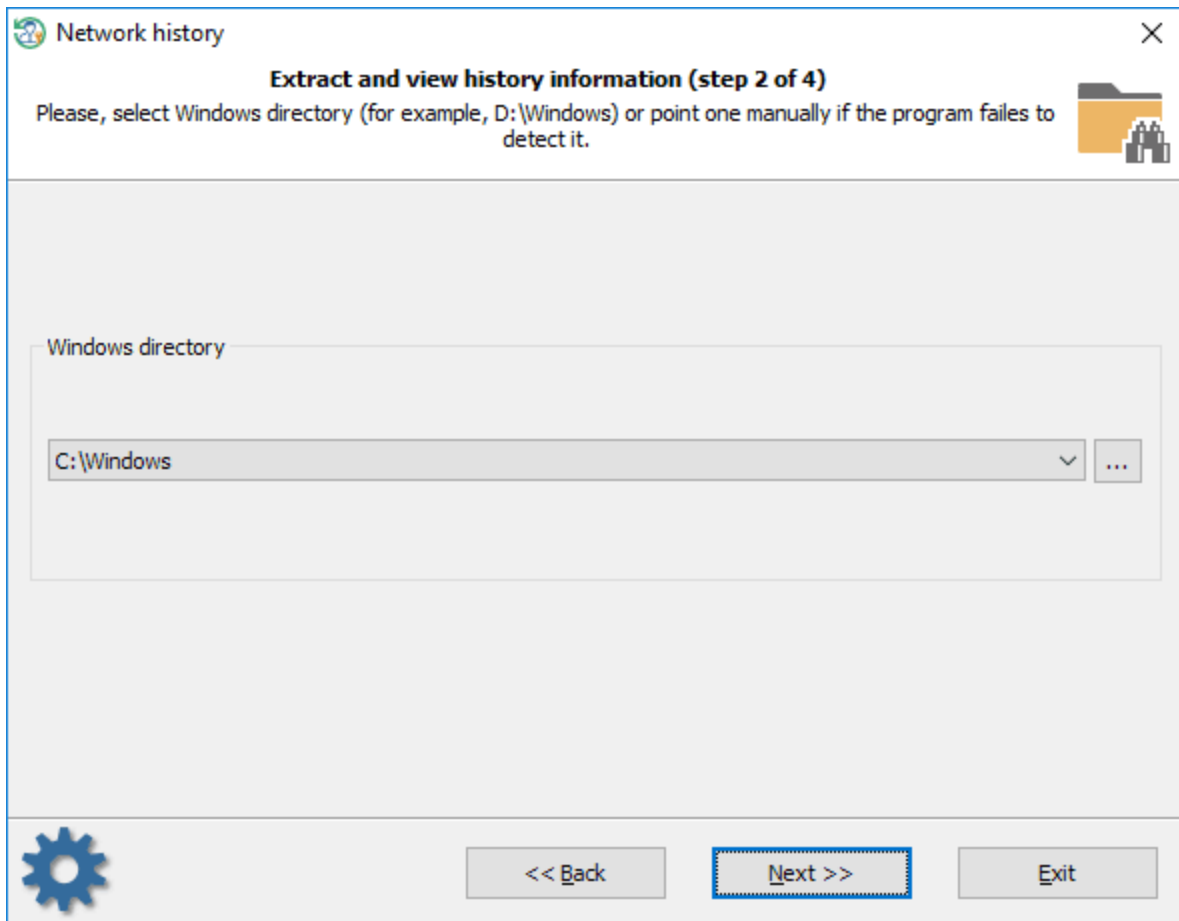 Network history
Extract and view history information (step 2 of 4)
Please, select Windows directory (for example, D:\Windows) or point one manually if the program failes to
detect it.
Windows directory
C:\Windows
...
<< Back
Next >>
Exit